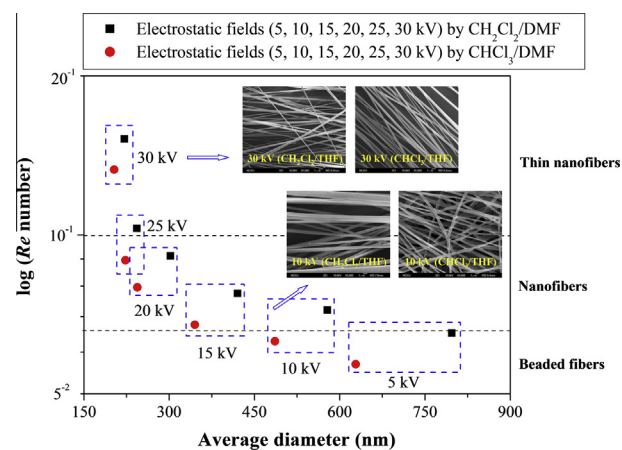 Electrostatic fields (5, 10, 15, 20, 25, 30 kV) by CH2Cl2/DMF
Electrostatic fields (5, 10, 15, 20, 25, 30 kV) by CHCl3/DMF
log (Re number)
20-1
10-1
5-2
30 kV
25 kV
20 kV
15 kV
10 kV
5 kV
30 kV (CH2Cl2/THF)
30 kV (CHCl3/THF)
10 kV (CH2Cl2/THF)
10 kV (CHCl3/THF)
Thin nanofibers
Nanofibers
Beaded fibers
150 300 450 600 750 900
Average diameter (nm)